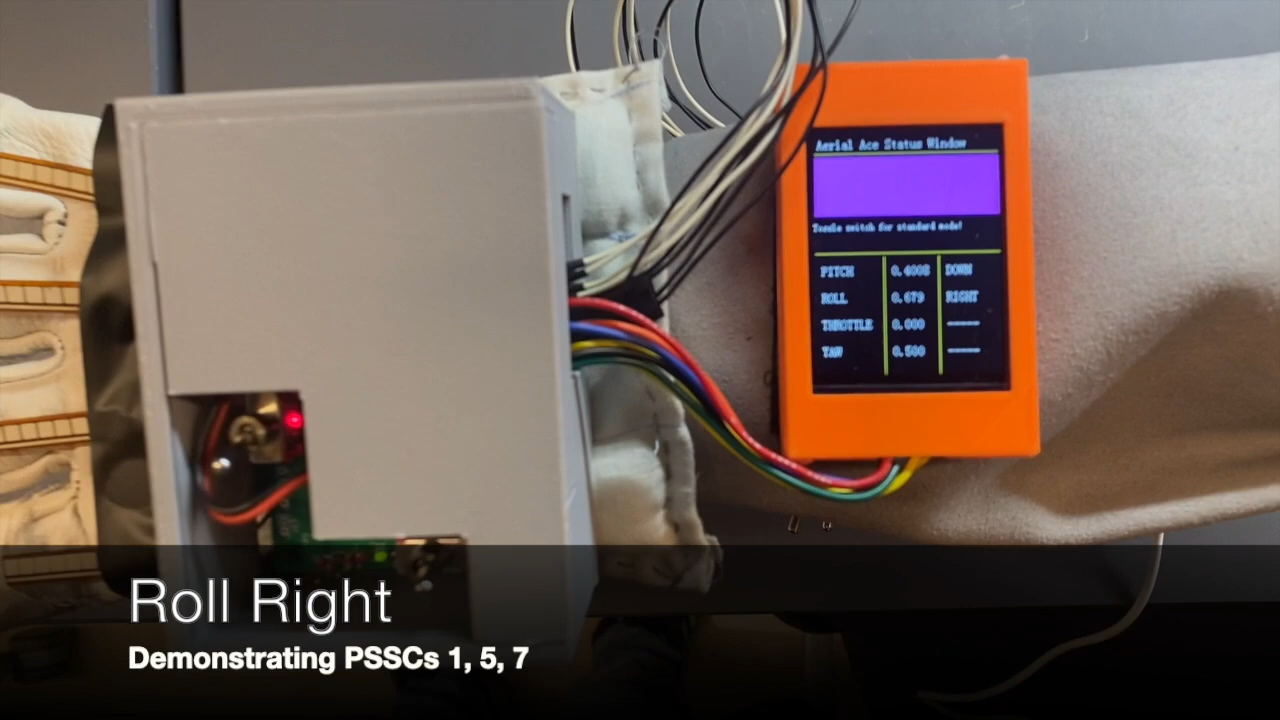 Aerial Ace Status Window
Toggle switch for standard mode!
PITCH 0.4008 DOWN
ROLL 0.679 RIGHT
THROTTLE 0.000 -----
YAW 0.500 -----
Roll Right
Demonstrating PSSCs 1, 5, 7